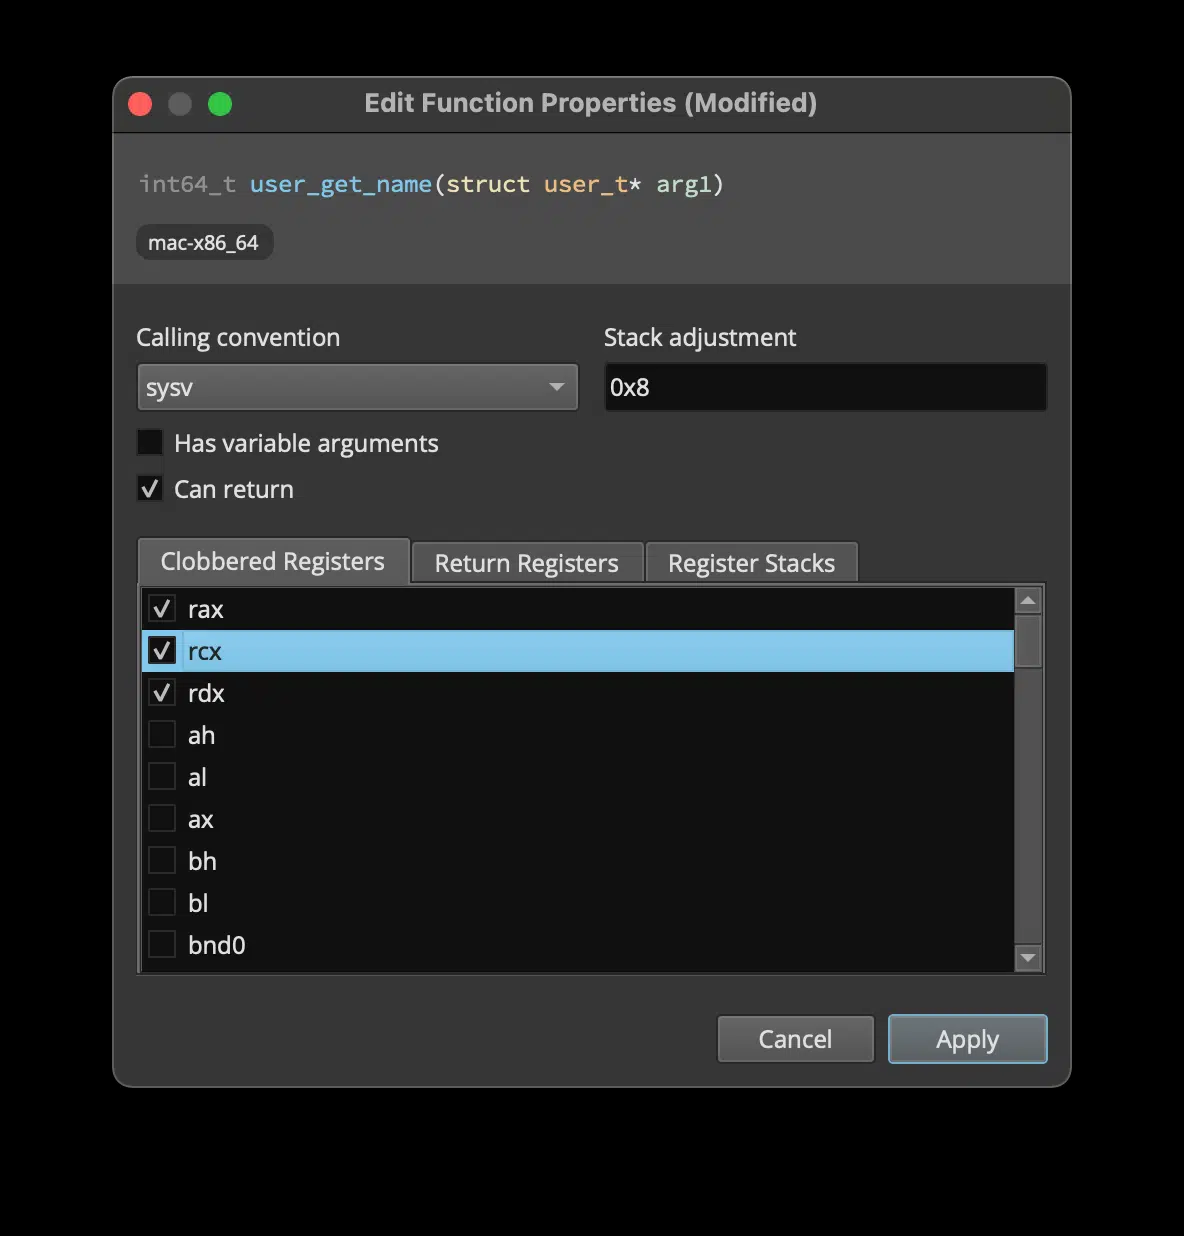 Edit Function Properties (Modified)
int64_t user_get_name(struct user_t* arg1)
mac-x86_64
Calling convention
Stack adjustment
sysv
0x8
Has variable arguments
Can return
Clobbered Registers
Return Registers
Register Stacks
rax
rcx
rdx
ah
al
ax
bh
bl
bnd0
Cancel
Apply